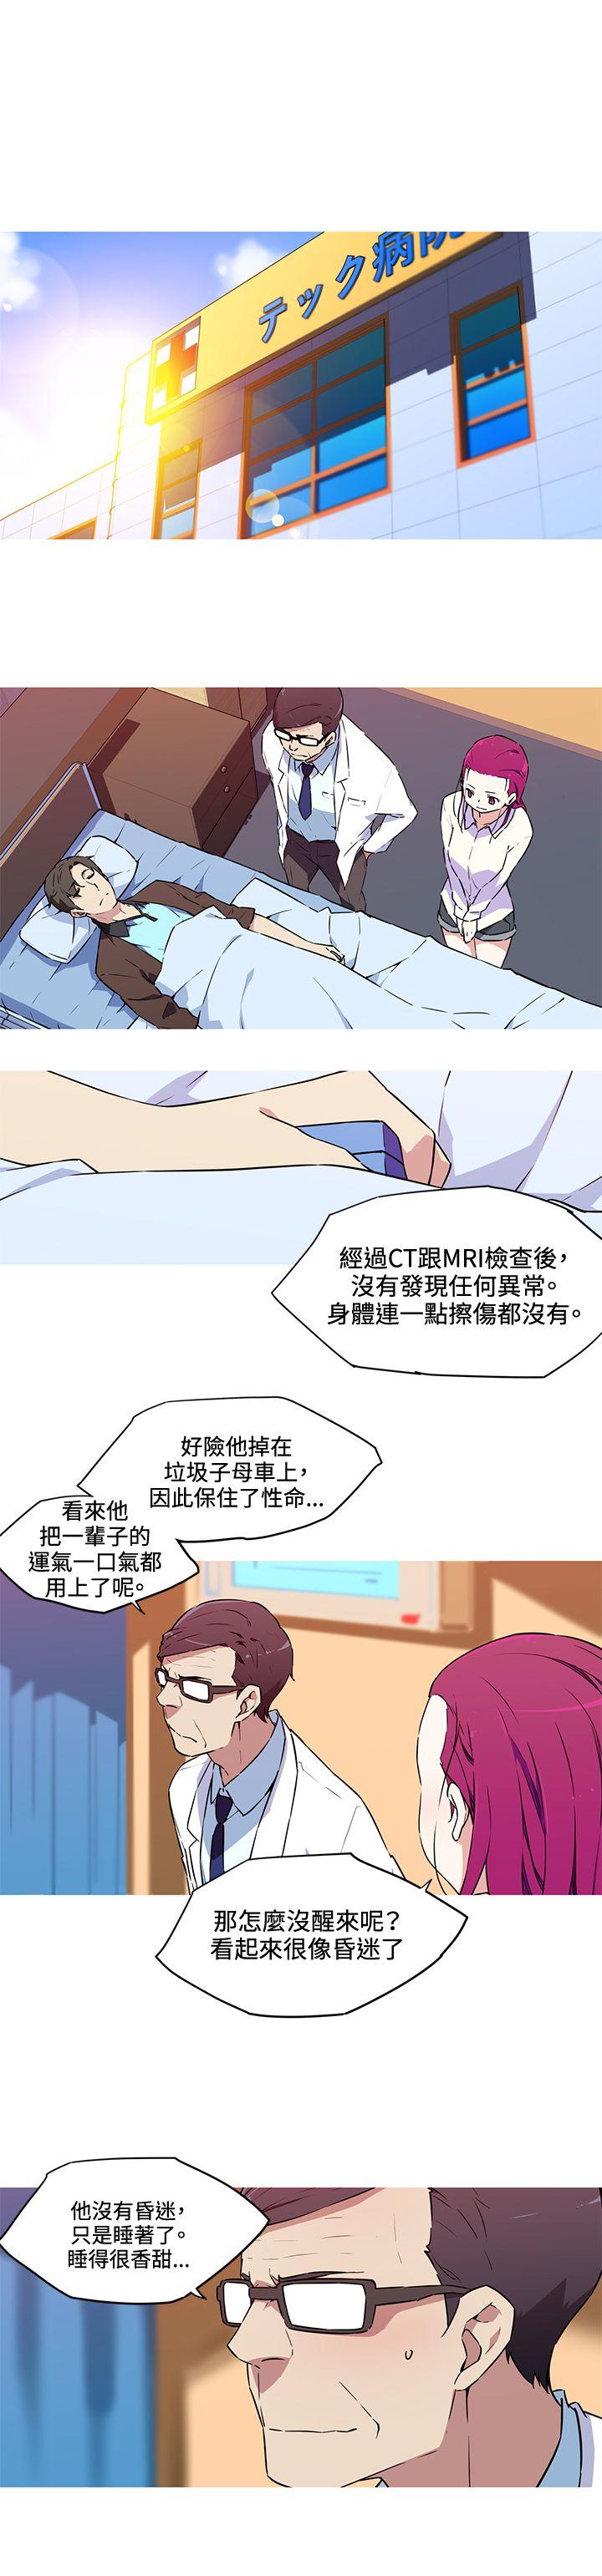 テック病院
經過CT跟MRI檢查後，
沒有發現任何異常。
身體連一點擦傷都沒有。
好險他掉在
垃圾子母車上，
因此保住了性命...
看來他
把一輩子的
運氣一口氣都
用上了呢。
那怎麼沒醒來呢？
看起來很像昏迷了
他沒有昏迷，
只是睡著了。
睡得很香甜...